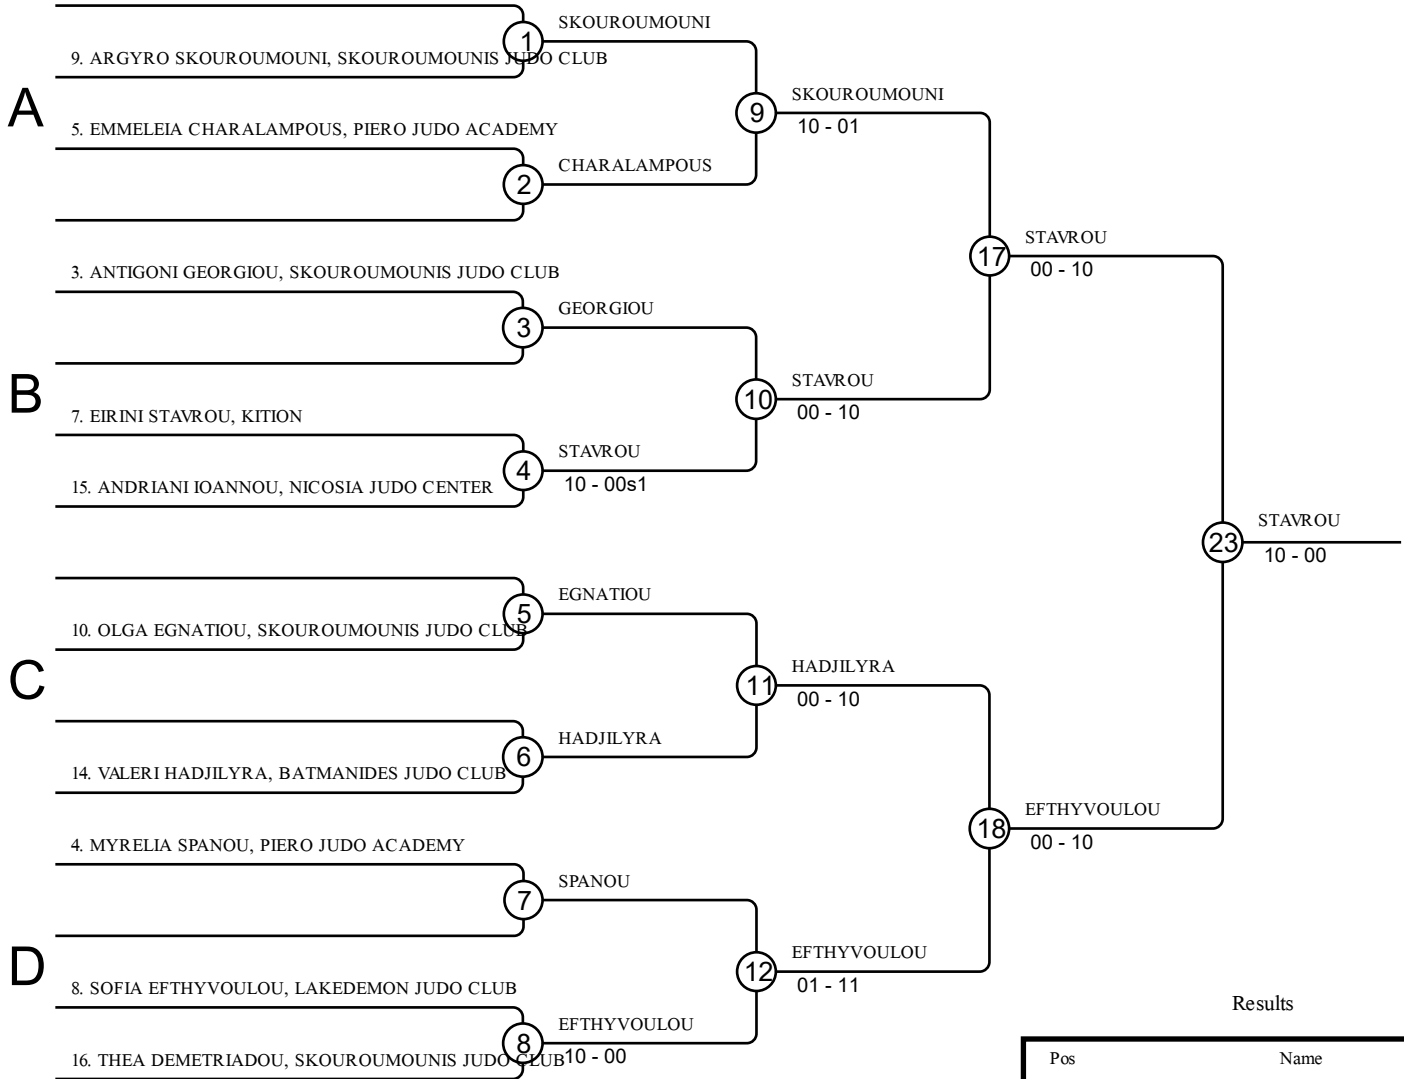 SKOUROUMOUNI
1
9. ARGYRO SKOUROUMOUNI, SKOUROUMOUNIS JUDO CLUB
A
SKOUROUMOUNI
9
10 - 01
5. EMMELEIA CHARALAMPOUS, PIERO JUDO ACADEMY
CHARALAMPOUS
2
STAVROU
17
00 - 10
3. ANTIGONI GEORGIOU, SKOUROUMOUNIS JUDO CLUB
GEORGIOU
3
B
STAVROU
10
00 - 10
7. EIRINI STAVROU, KITION
STAVROU
4
10 - 00s1
15. ANDRIANI IOANNOU, NICOSIA JUDO CENTER
STAVROU
23
10 - 00
EGNATIOU
5
10. OLGA EGNATIOU, SKOUROUMOUNIS JUDO CLUB
C
HADJILYRA
11
00 - 10
HADJILYRA
6
14. VALERI HADJILYRA, BATMANIDES JUDO CLUB
EFTHYVOULOU
18
00 - 10
4. MYRELIA SPANOU, PIERO JUDO ACADEMY
SPANOU
7
D
EFTHYVOULOU
12
01 - 11
8. SOFIA EFTHYVOULOU, LAKEDEMON JUDO CLUB
EFTHYVOULOU
8
10 - 00
16. THEA DEMETRIADOU, SKOUROUMOUNIS JUDO CLUB
Results
Pos Name